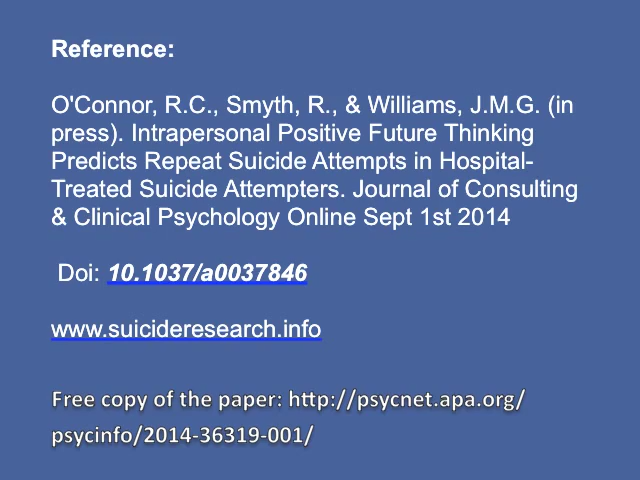 Reference:
O'Connor, R.C., Smyth, R., & Williams, J.M.G. (in
press). Intrapersonal Positive Future Thinking
Predicts Repeat Suicide Attempts in Hospital-
Treated Suicide Attempters. Journal of Consulting
& Clinical Psychology Online Sept 1st 2014
Doi: 10.1037/a0037846
www.suicideresearch.info
Free copy of the paper: http://psycnet.apa.org/
psycinfo/2014-36319-001/